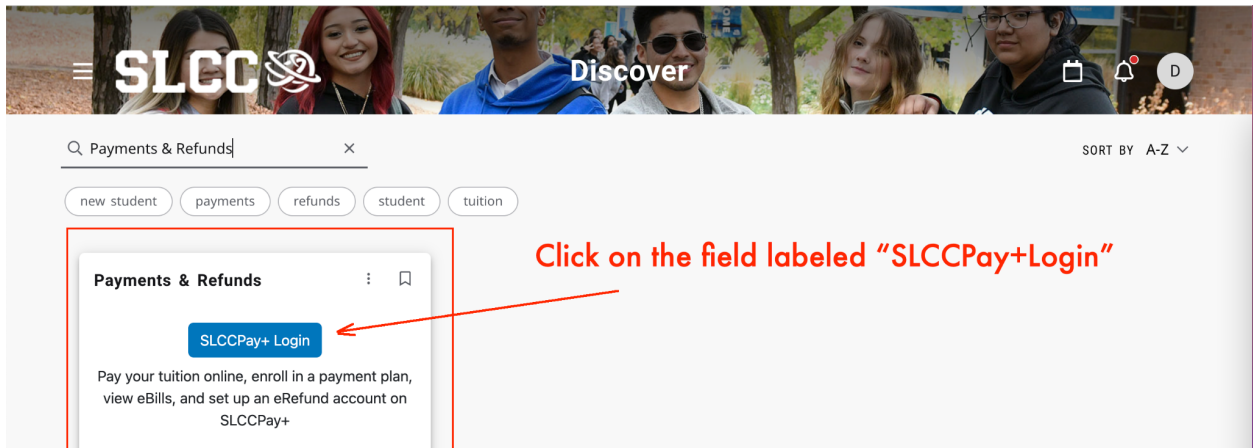 SLCC
Discover
D
Payments & Refunds
SORT BY A-Z
new student
payments
refunds
student
tuition
Click on the field labeled “SLCCPay+Login”
Payments & Refunds
SLCCPay+ Login
Pay your tuition online, enroll in a payment plan,
view eBills, and set up an eRefund account on
SLCCPay+